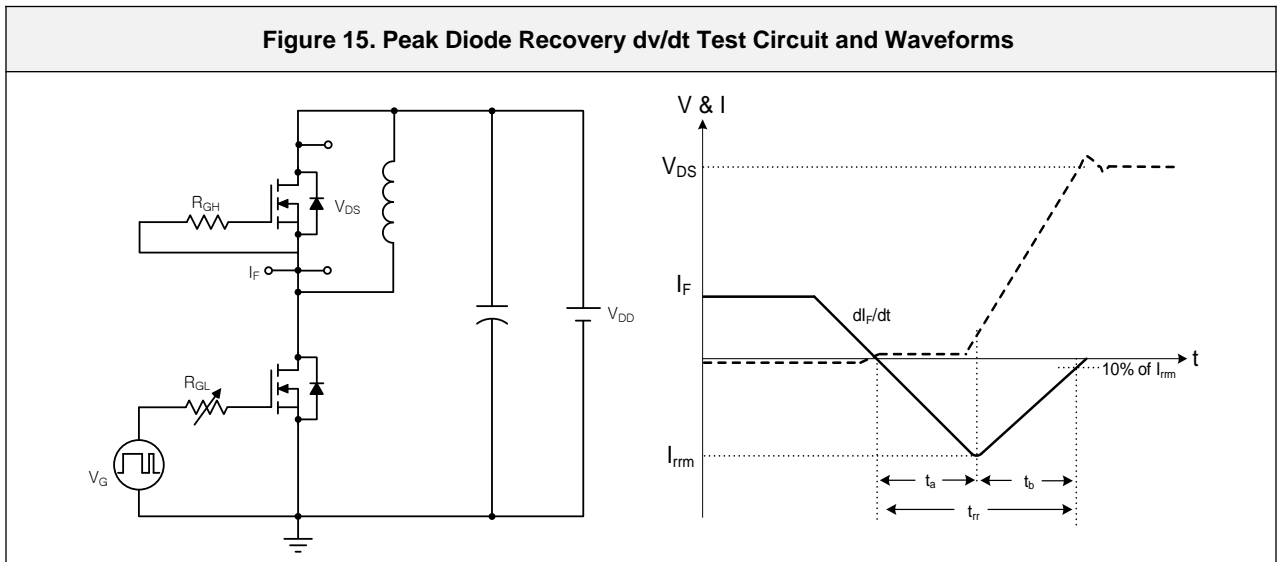 Figure 15. Peak Diode Recovery dv/dt Test Circuit and Waveforms
R_GH
V_DS
I_F
V_DD
R_GL
V_G
V & I
V_DS
I_F
dI_F/dt
t
10% of I_rrm
I_rrm
t_a
t_b
t_rr